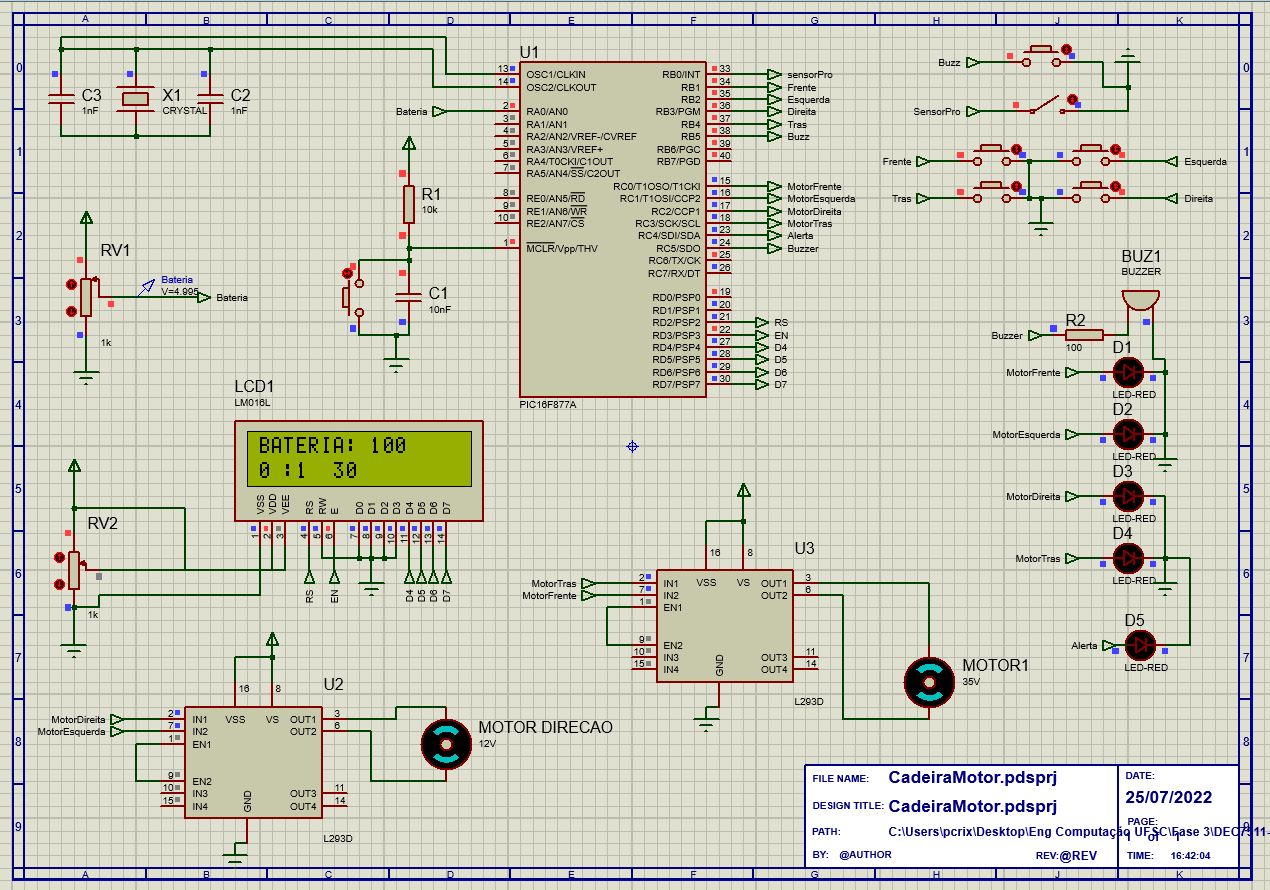 A B C D E F G H J K
0 0
1 1
2 2
3 3
4 4
5 5
6 6
7 7
8 8
9 9
C3
1nF
X1
CRYSTAL
C2
1nF
U1
13 OSC1/CLKIN
14 OSC2/CLKOUT
Bateria
2 RA0/AN0
3 RA1/AN1
4 RA2/AN2/VREF-/CVREF
5 RA3/AN3/VREF+
6 RA4/T0CKI/C1OUT
7 RA5/AN4/SS/C2OUT
8 RE0/AN5/RD
9 RE1/AN6/WR
10 RE2/AN7/CS
1 MCLR/Vpp/THV
RB0/INT 33 sensorPro
RB1 34 Frente
RB2 35 Esquerda
RB3/PGM 36 Direita
RB4 37 Tras
RB5 38 Buzz
RB6/PGC 39
RB7/PGD 40
RC0/T1OSO/T1CKI 15 MotorFrente
RC1/T1OSI/CCP2 16 MotorEsquerda
RC2/CCP1 17 MotorDireita
RC3/SCK/SCL 18 MotorTras
RC4/SDI/SDA 23 Alerta
RC5/SDO 24 Buzzer
RC6/TX/CK 25
RC7/RX/DT 26
RD0/PSP0 19
RD1/PSP1 20
RD2/PSP2 21 RS
RD3/PSP3 22 EN
RD4/PSP4 27 D4
RD5/PSP5 28 D5
RD6/PSP6 29 D6
RD7/PSP7 30 D7
PIC16F877A
Buzz
SensorPro
Frente
Esquerda
Tras
Direita
R1
10k
C1
10nF
RV1
1k
Bateria
V=4.995
Bateria
BUZ1
BUZZER
Buzzer
R2
100
D1
MotorFrente
LED-RED
D2
MotorEsquerda
LED-RED
D3
MotorDireita
LED-RED
D4
MotorTras
LED-RED
D5
Alerta
LED-RED
LCD1
LM016L
BATERIA: 100
0 :1 30
VSS VDD VEE RS RW E D0 D1 D2 D3 D4 D5 D6 D7
1 2 3 4 5 6 7 8 9 10 11 12 13 14
RS EN D4 D5 D6 D7
RV2
1k
U3
16 8
VSS VS
MotorTras 2 IN1 OUT1 3
MotorFrente 7 IN2 OUT2 6
1 EN1
9 EN2
10 IN3 OUT3 11
15 IN4 OUT4 14
GND
L293D
MOTOR1
35V
U2
16 8
VSS VS
MotorDireita 2 IN1 OUT1 3
MotorEsquerda 7 IN2 OUT2 6
1 EN1
9 EN2
10 IN3 OUT3 11
15 IN4 OUT4 14
GND
L293D
MOTOR DIRECAO
12V
FILE NAME: CadeiraMotor.pdsprj
DESIGN TITLE: CadeiraMotor.pdsprj
PATH: C:\Users\pcrix\Desktop\Eng Computação UFSC\Fase 3\DEC7511-
BY: @AUTHOR REV:@REV
DATE:
25/07/2022
PAGE:
1 of 1
TIME: 16:42:04
A B C D E F G H J K